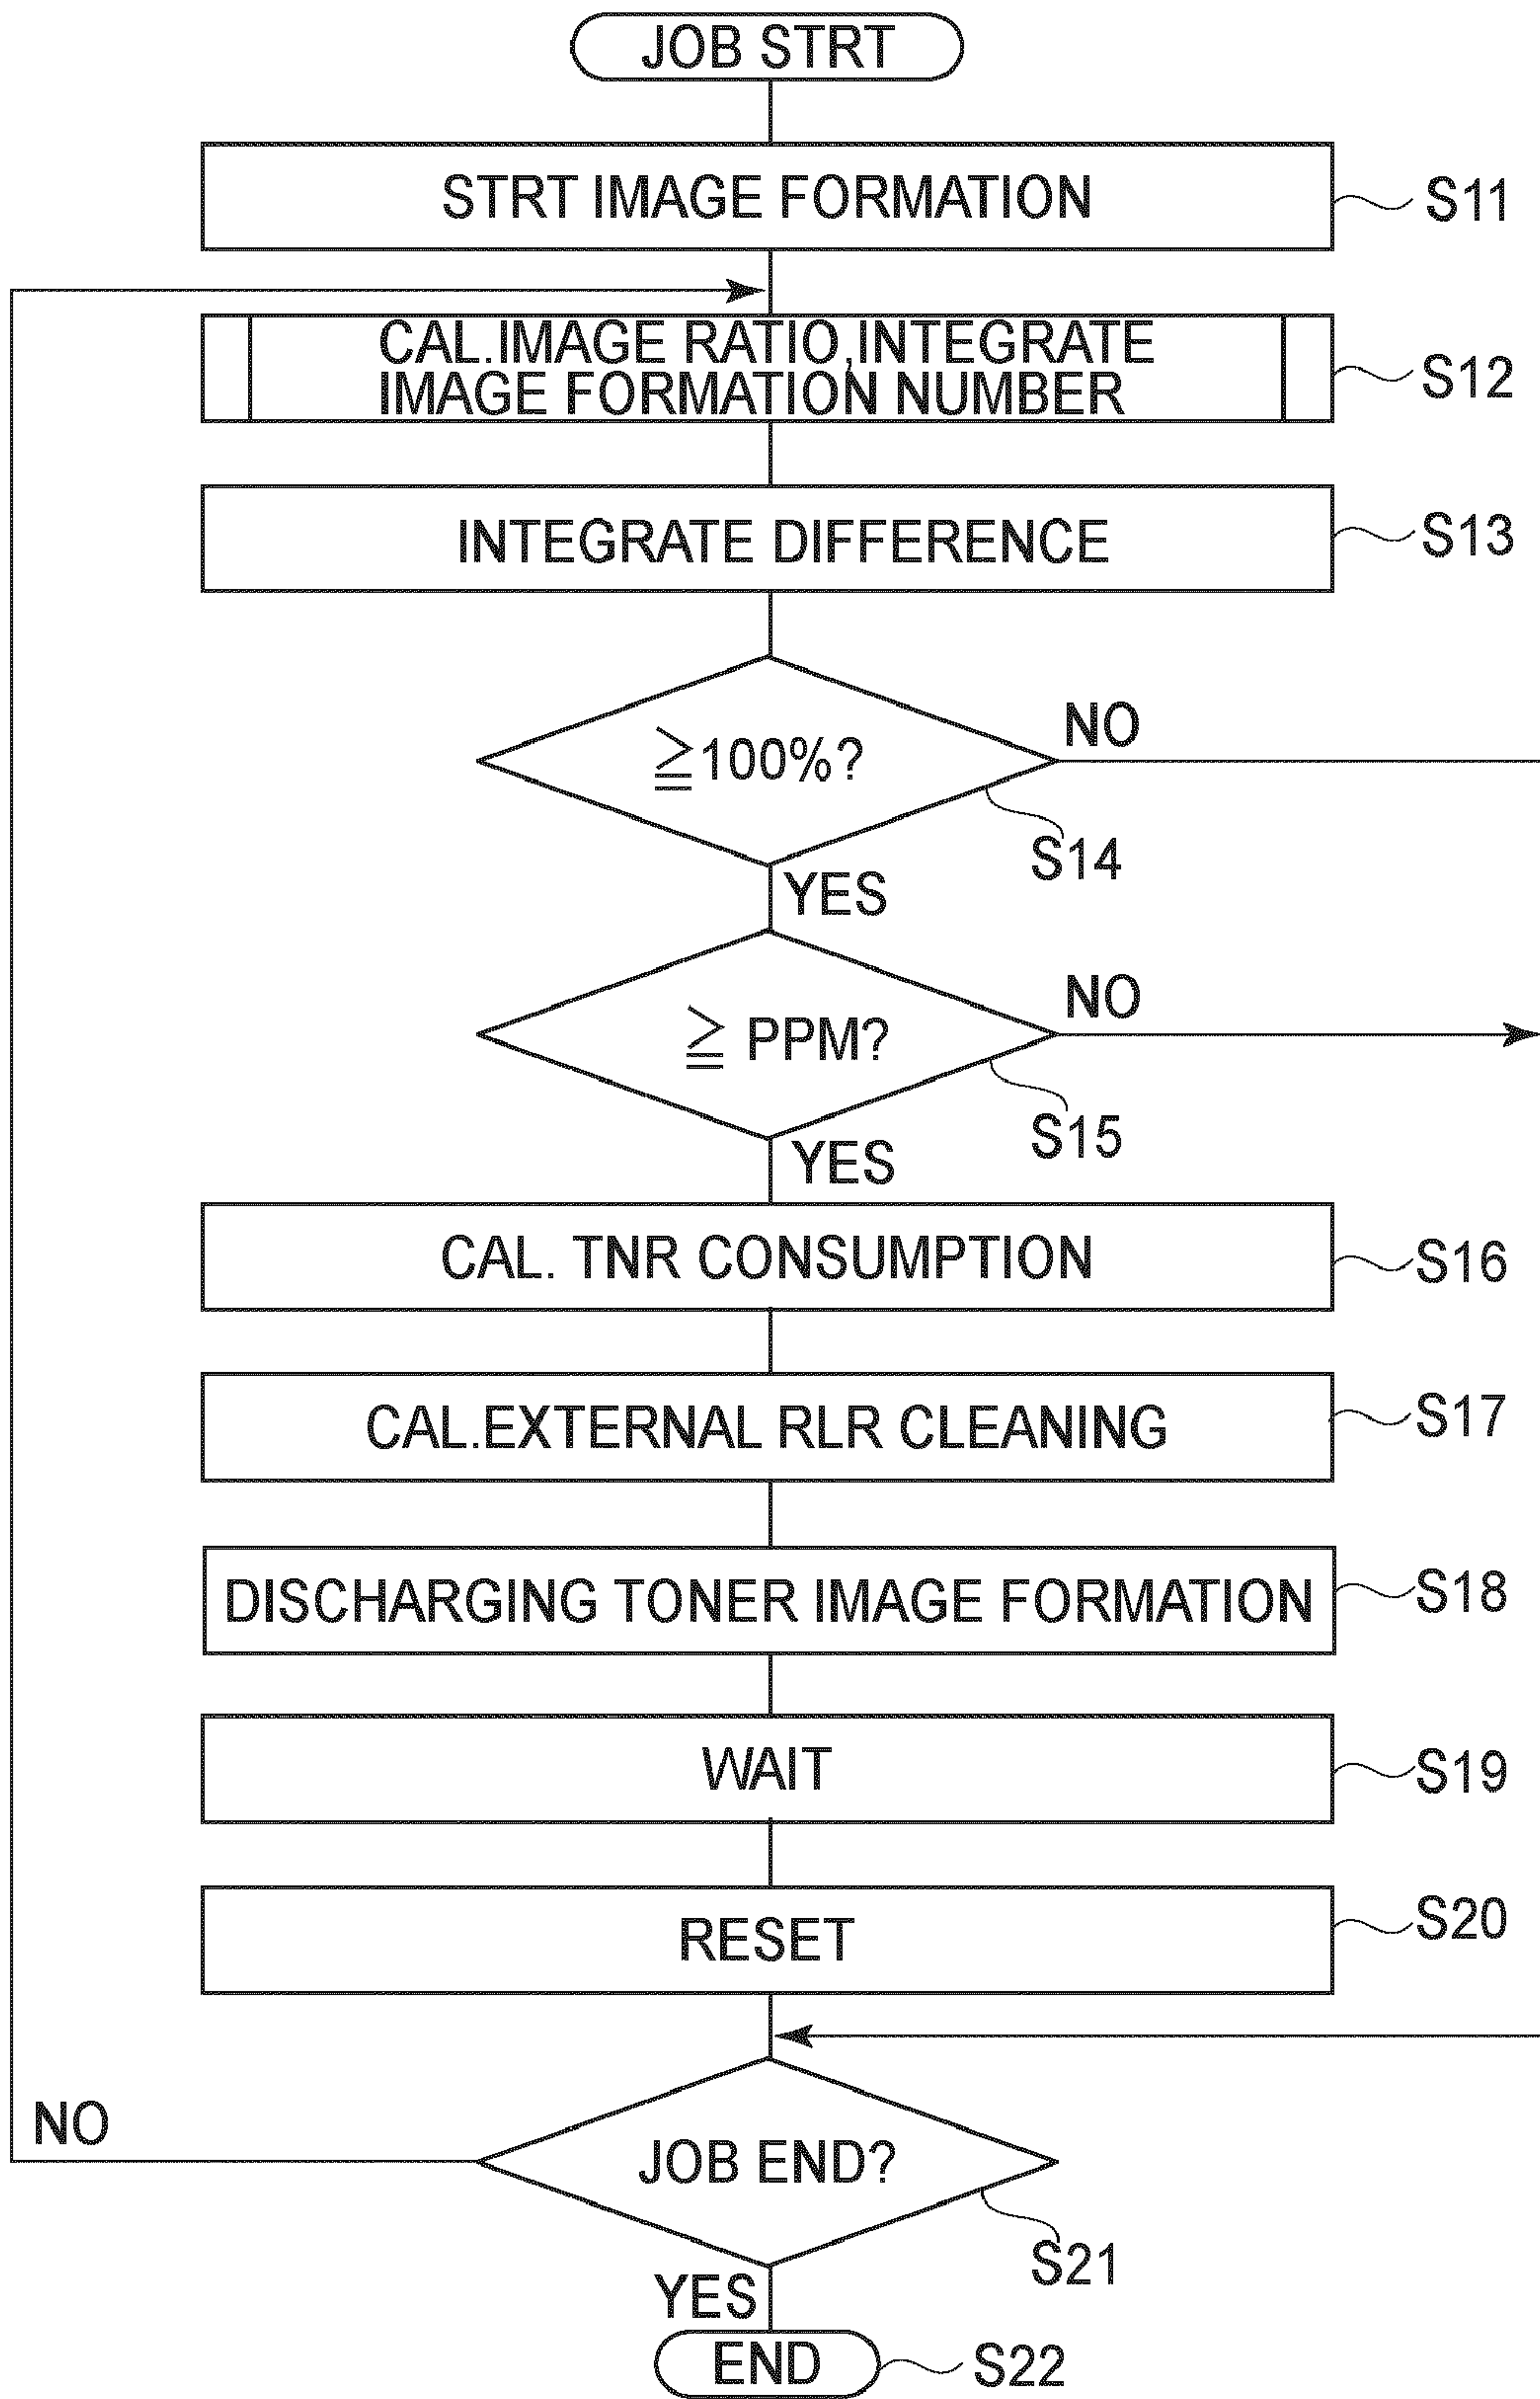 JOB STRT
STRT IMAGE FORMATION
S11
CAL.IMAGE RATIO,INTEGRATE
IMAGE FORMATION NUMBER
S12
INTEGRATE DIFFERENCE
S13
≧100%?
NO
S14
YES
≧ PPM?
NO
S15
YES
CAL. TNR CONSUMPTION
S16
CAL.EXTERNAL RLR CLEANING
S17
DISCHARGING TONER IMAGE FORMATION
S18
WAIT
S19
RESET
S20
NO
JOB END?
S21
YES
END
S22